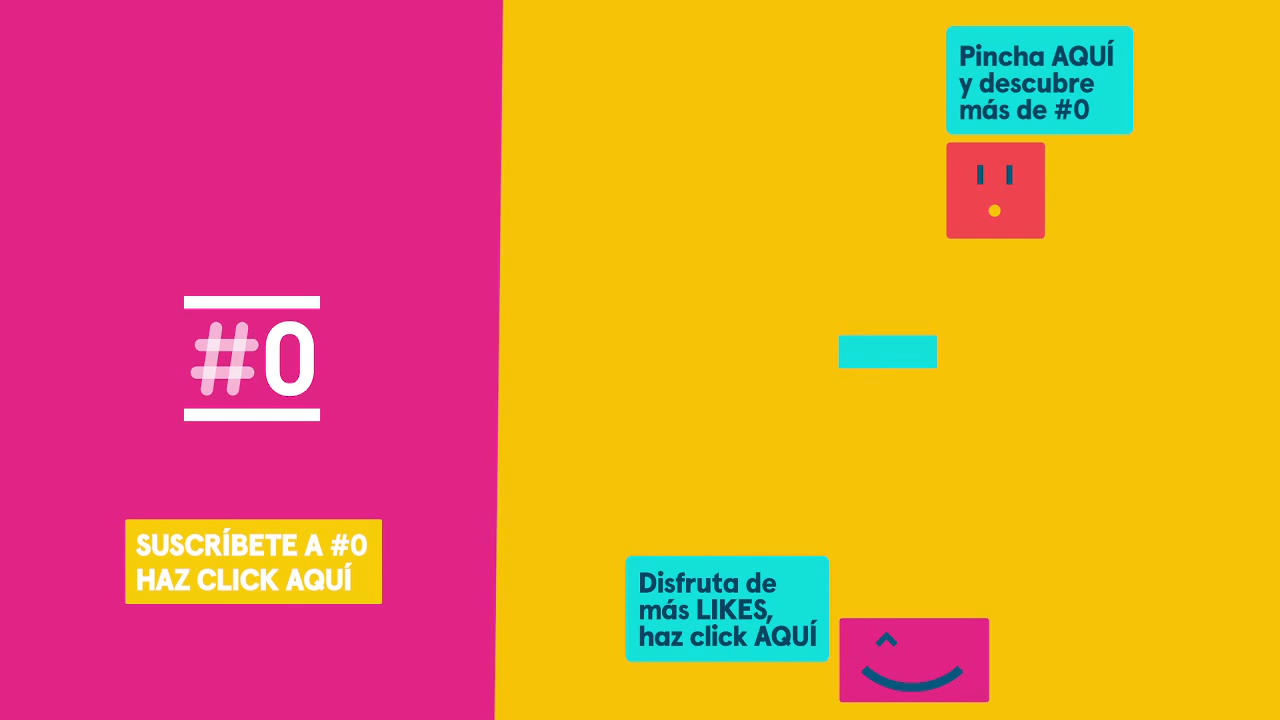 #0
SUSCRÍBETE A #0
HAZ CLICK AQUÍ
Pincha AQUÍ
y descubre
más de #0
Disfruta de
más LIKES,
haz click AQUÍ